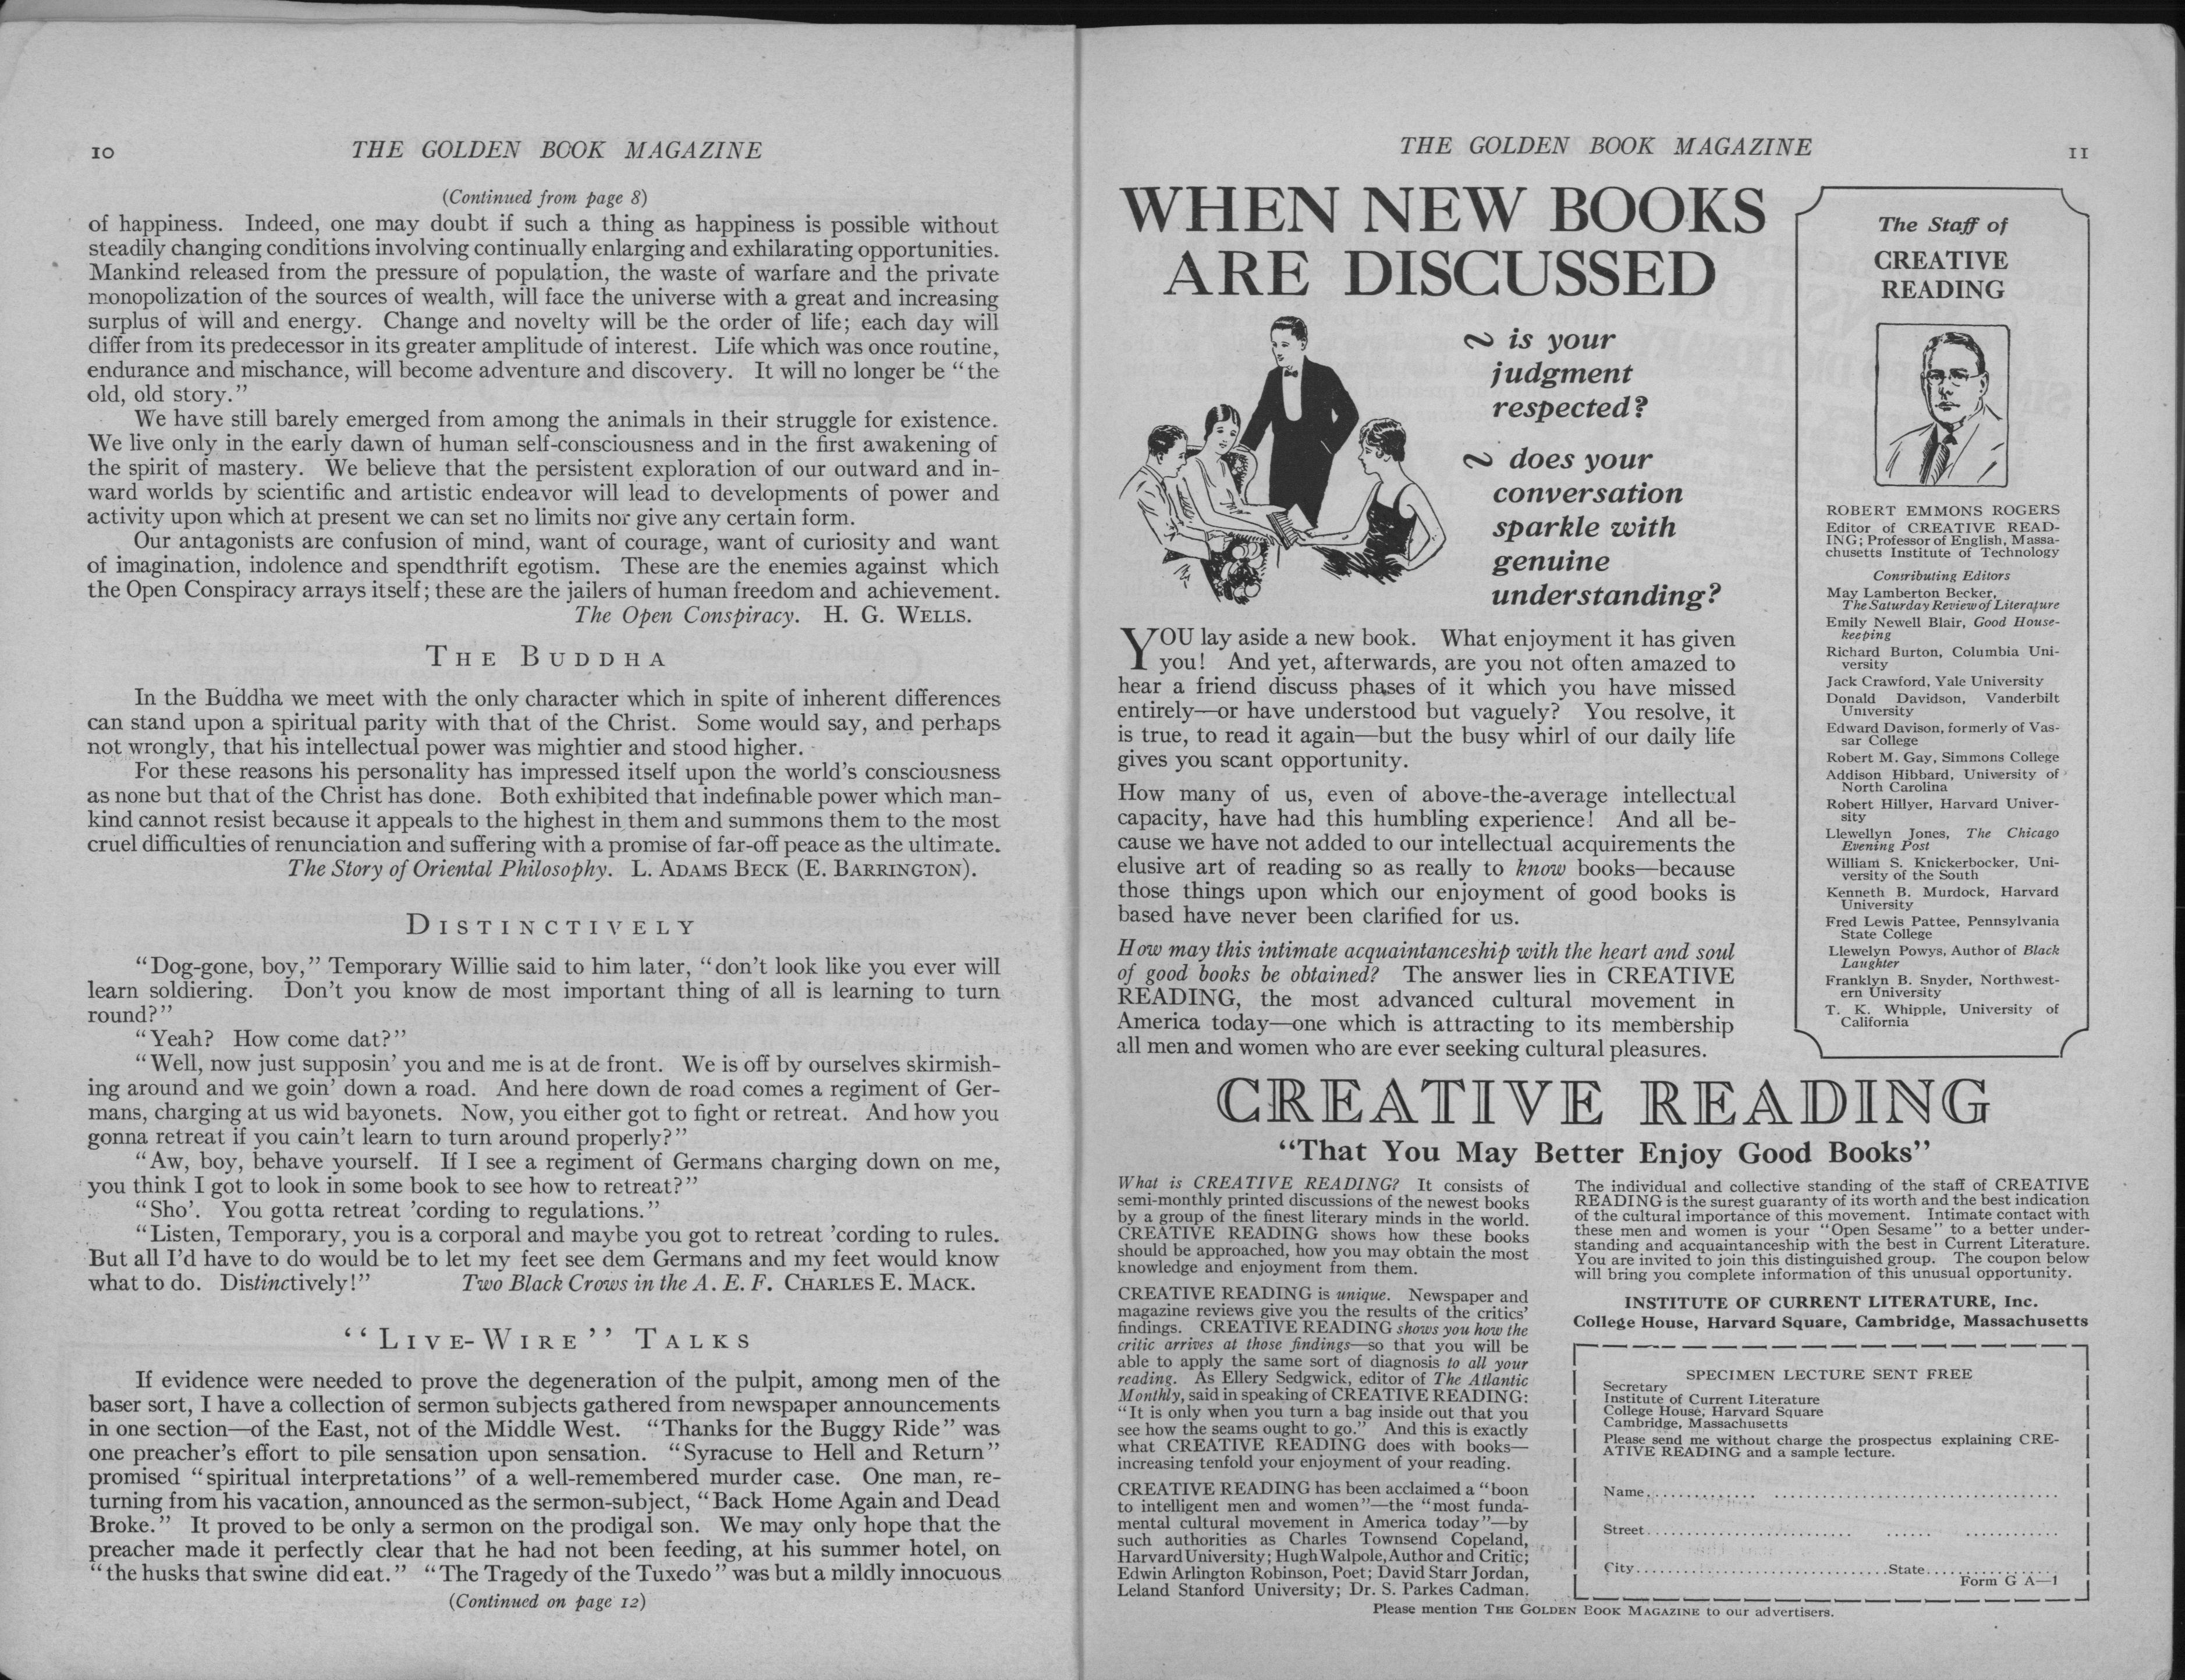 10
THE GOLDEN BOOK MAGAZINE
(Continued from page 8)
of happiness. Indeed, one may doubt if such a thing as happiness is possible without
steadily changing conditions involving continually enlarging and exhilarating opportunities.
Mankind released from the pressure of population, the waste of warfare and the private
monopolization of the sources of wealth, will face the universe with a great and increasing
surplus of will and energy. Change and novelty will be the order of life; each day will
differ from its predecessor in its greater amplitude of interest. Life which was once routine,
endurance and mischance, will become adventure and discovery. It will no longer be “the
old, old story.”
We have still barely emerged from among the animals in their struggle for existence.
We live only in the early dawn of human self-consciousness and in the first awakening of
the spirit of mastery. We believe that the persistent exploration of our outward and in-
ward worlds by scientific and artistic endeavor will lead to developments of power and
activity upon which at present we can set no limits nor give any certain form.
Our antagonists are confusion of mind, want of courage, want of curiosity and want
of imagination, indolence and spendthrift egotism. These are the enemies against which
the Open Conspiracy arrays itself; these are the jailers of human freedom and achievement.
The Open Conspiracy. H. G. WELLS.
THE BUDDHA
In the Buddha we meet with the only character which in spite of inherent differences
can stand upon a spiritual parity with that of the Christ. Some would say, and perhaps
not wrongly, that his intellectual power was mightier and stood higher.
For these reasons his personality has impressed itself upon the world’s consciousness
as none but that of the Christ has done. Both exhibited that indefinable power which man-
kind cannot resist because it appeals to the highest in them and summons them to the most
cruel difficulties of renunciation and suffering with a promise of far-off peace as the ultimate.
The Story of Oriental Philosophy. L. ADAMS BECK (E. BARRINGTON).
DISTINCTIVELY
“Dog-gone, boy,” Temporary Willie said to him later, “don’t look like you ever will
learn soldiering. Don’t you know de most important thing of all is learning to turn
round?”
“Yeah? How come dat?”
“Well, now just supposin’ you and me is at de front. We is off by ourselves skirmish-
ing around and we goin’ down a road. And here down de road comes a regiment of Ger-
mans, charging at us wid bayonets. Now, you either got to fight or retreat. And how you
gonna retreat if you cain’t learn to turn around properly?”
“Aw, boy, behave yourself. If I see a regiment of Germans charging down on me,
you think I got to look in some book to see how to retreat?”
“Sho’. You gotta retreat ’cording to regulations.”
“Listen, Temporary, you is a corporal and maybe you got to retreat ’cording to rules.
But all I’d have to do would be to let my feet see dem Germans and my feet would know
what to do. Distinctively!” Two Black Crows in the A. E. F. CHARLES E. MACK.
“LIVE-WIRE” TALKS
If evidence were needed to prove the degeneration of the pulpit, among men of the
baser sort, I have a collection of sermon subjects gathered from newspaper announcements
in one section—of the East, not of the Middle West. “Thanks for the Buggy Ride” was
one preacher’s effort to pile sensation upon sensation. “Syracuse to Hell and Return”
promised “spiritual interpretations” of a well-remembered murder case. One man, re-
turning from his vacation, announced as the sermon-subject, “Back Home Again and Dead
Broke.” It proved to be only a sermon on the prodigal son. We may only hope that the
preacher made it perfectly clear that he had not been feeding, at his summer hotel, on
“the husks that swine did eat.” “The Tragedy of the Tuxedo” was but a mildly innocuous
(Continued on page 12)
THE GOLDEN BOOK MAGAZINE
11
WHEN NEW BOOKS
ARE DISCUSSED
~ is your
judgment
respected?
~ does your
conversation
sparkle with
genuine
understanding?
YOU lay aside a new book. What enjoyment it has given
you! And yet, afterwards, are you not often amazed to
hear a friend discuss phases of it which you have missed
entirely—or have understood but vaguely? You resolve, it
is true, to read it again—but the busy whirl of our daily life
gives you scant opportunity.
How many of us, even of above-the-average intellectual
capacity, have had this humbling experience! And all be-
cause we have not added to our intellectual acquirements the
elusive art of reading so as really to know books—because
those things upon which our enjoyment of good books is
based have never been clarified for us.
How may this intimate acquaintanceship with the heart and soul
of good books be obtained? The answer lies in CREATIVE
READING, the most advanced cultural movement in
America today—one which is attracting to its membership
all men and women who are ever seeking cultural pleasures.
The Staff of
CREATIVE
READING
ROBERT EMMONS ROGERS
Editor of CREATIVE READ-
ING; Professor of English, Massa-
chusetts Institute of Technology
Contributing Editors
May Lamberton Becker,
The Saturday Review of Literature
Emily Newell Blair, Good House-
keeping
Richard Burton, Columbia Uni-
versity
Jack Crawford, Yale University
Donald Davidson, Vanderbilt
University
Edward Davison, formerly of Vas-
sar College
Robert M. Gay, Simmons College
Addison Hibbard, University of
North Carolina
Robert Hillyer, Harvard Univer-
sity
Llewellyn Jones, The Chicago
Evening Post
William S. Knickerbocker, Uni-
versity of the South
Kenneth B. Murdock, Harvard
University
Fred Lewis Pattee, Pennsylvania
State College
Llewelyn Powys, Author of Black
Laughter
Franklyn B. Snyder, Northwest-
ern University
T. K. Whipple, University of
California
CREATIVE READING
“That You May Better Enjoy Good Books”
What is CREATIVE READING? It consists of
semi-monthly printed discussions of the newest books
by a group of the finest literary minds in the world.
CREATIVE READING shows how these books
should be approached, how you may obtain the most
knowledge and enjoyment from them.
CREATIVE READING is unique. Newspaper and
magazine reviews give you the results of the critics’
findings. CREATIVE READING shows you how the
critic arrives at those findings—so that you will be
able to apply the same sort of diagnosis to all your
reading. As Ellery Sedgwick, editor of The Atlantic
Monthly, said in speaking of CREATIVE READING:
“It is only when you turn a bag inside out that you
see how the seams ought to go.” And this is exactly
what CREATIVE READING does with books—
increasing tenfold your enjoyment of your reading.
CREATIVE READING has been acclaimed a “boon
to intelligent men and women”—the “most funda-
mental cultural movement in America today”—by
such authorities as Charles Townsend Copeland,
Harvard University; Hugh Walpole, Author and Critic;
Edwin Arlington Robinson, Poet; David Starr Jordan,
Leland Stanford University; Dr. S. Parkes Cadman.
The individual and collective standing of the staff of CREATIVE
READING is the surest guaranty of its worth and the best indication
of the cultural importance of this movement. Intimate contact with
these men and women is your “Open Sesame” to a better under-
standing and acquaintanceship with the best in Current Literature.
You are invited to join this distinguished group. The coupon below
will bring you complete information of this unusual opportunity.
INSTITUTE OF CURRENT LITERATURE, Inc.
College House, Harvard Square, Cambridge, Massachusetts
SPECIMEN LECTURE SENT FREE
Secretary
Institute of Current Literature
College House, Harvard Square
Cambridge, Massachusetts
Please send me without charge the prospectus explaining CRE-
ATIVE READING and a sample lecture.
Name
Street
City State
Form G A—1
Please mention THE GOLDEN BOOK MAGAZINE to our advertisers.